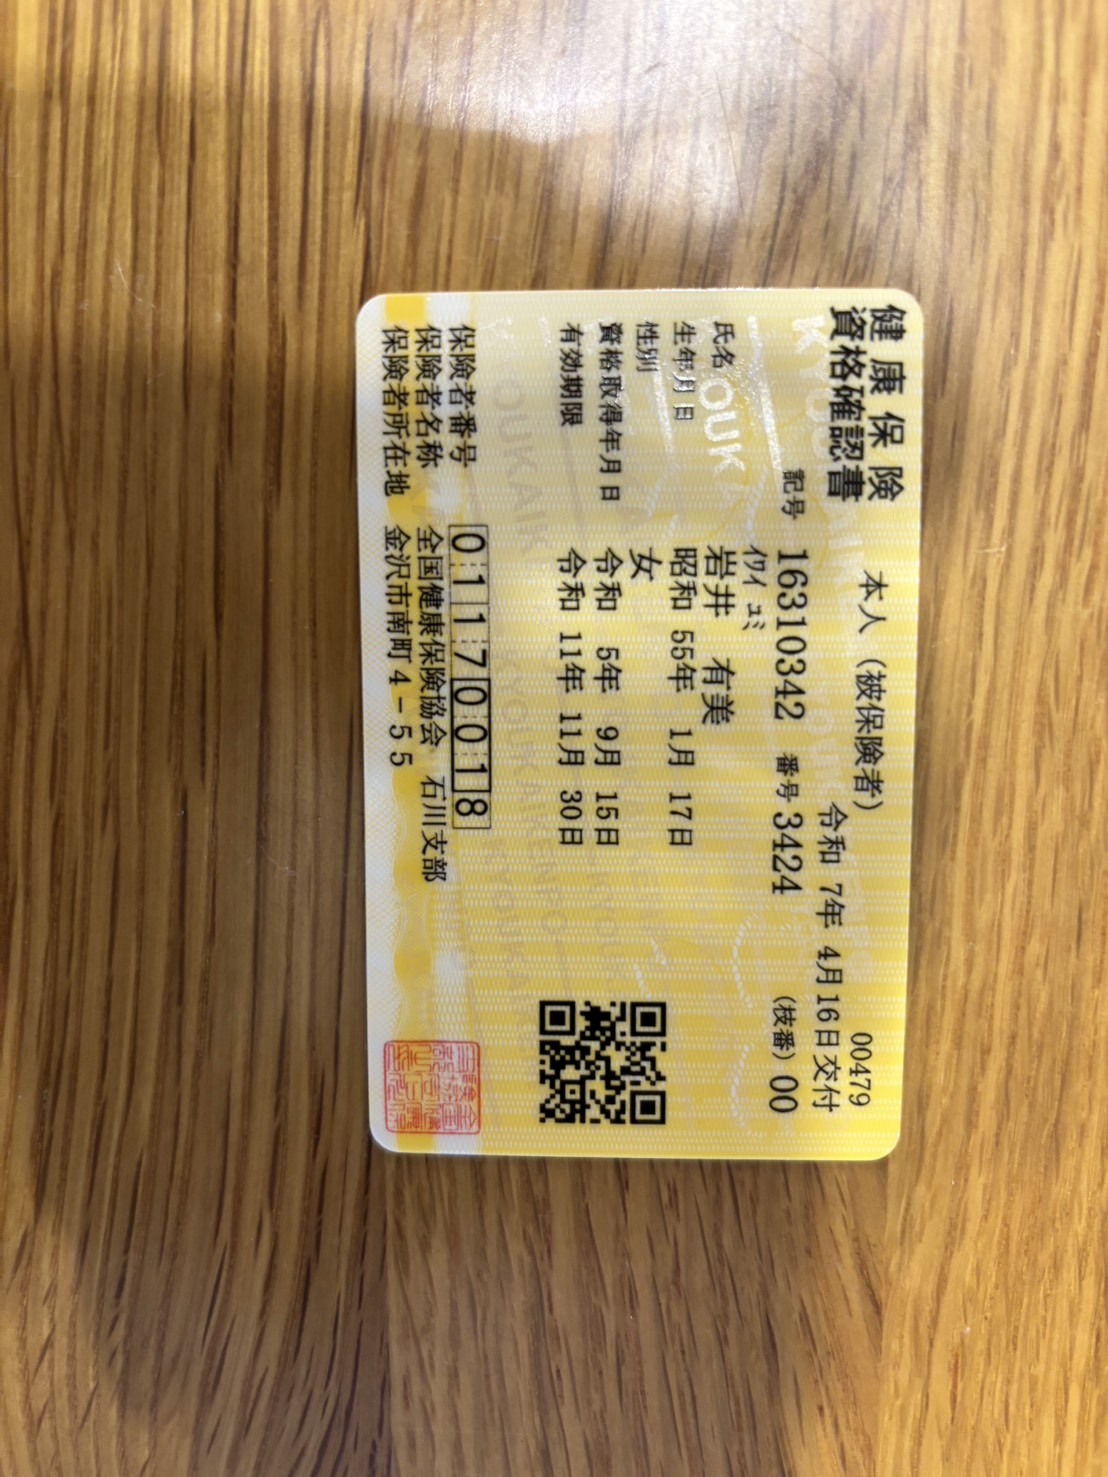 健康保険
資格確認書
本人（被保険者）
00479
令和 7年 4月16日交付
記号 16310342 番号 3424 （枝番）00
ｲﾜｲ ﾕﾐ
氏名 岩井 有美
生年月日 昭和 55年 1月 17日
性別 女
資格取得年月日 令和 5年 9月 15日
有効期限 令和 11年 11月 30日
保険者番号 01170018
保険者名称 全国健康保険協会 石川支部
保険者所在地 金沢市南町4-55